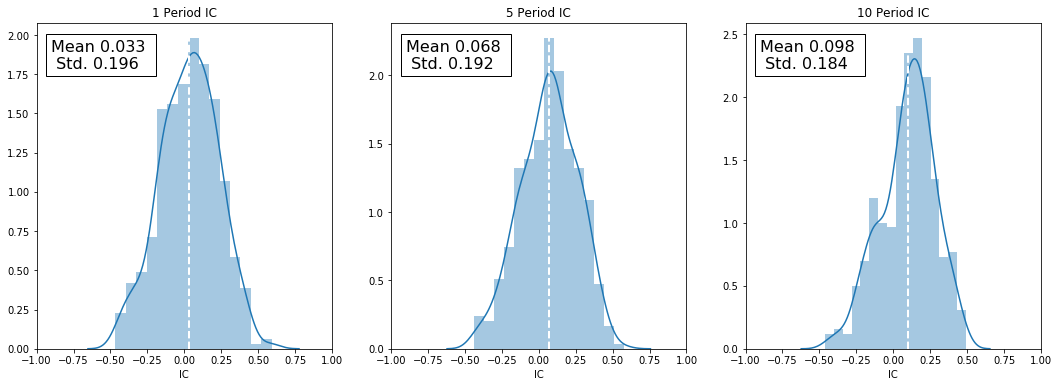 1 Period IC
Mean 0.033
Std. 0.196
2.00
1.75
1.50
1.25
1.00
0.75
0.50
0.25
0.00
−1.00 −0.75 −0.50 −0.25 0.00 0.25 0.50 0.75 1.00
IC
5 Period IC
Mean 0.068
Std. 0.192
2.0
1.5
1.0
0.5
0.0
−1.00 −0.75 −0.50 −0.25 0.00 0.25 0.50 0.75 1.00
IC
10 Period IC
Mean 0.098
Std. 0.184
2.5
2.0
1.5
1.0
0.5
0.0
−1.00 −0.75 −0.50 −0.25 0.00 0.25 0.50 0.75 1.00
IC